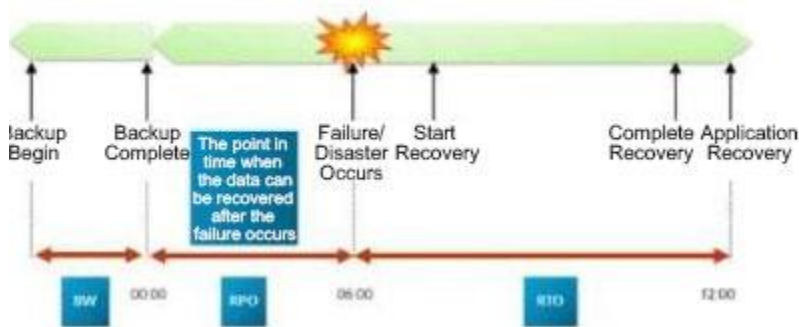 Backup
Begin
Backup
Complete
The point in
time when
the data can
be recovered
after the
failure occurs
Failure/
Disaster
Occurs
Start
Recovery
Complete
Recovery
Application
Recovery
BW
00:00
RPO
06:00
RTO
12:00